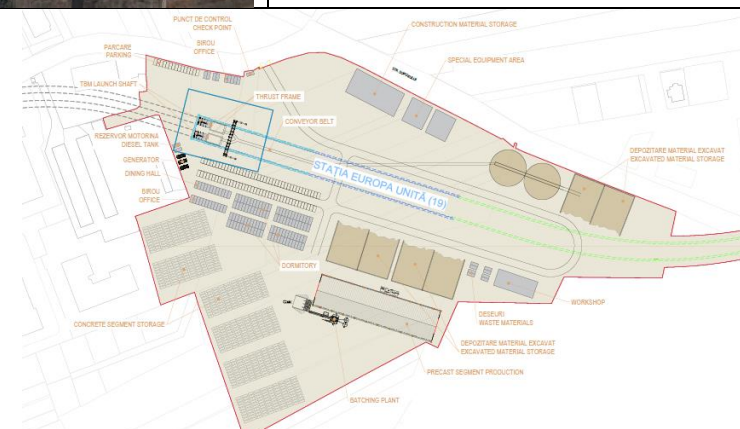 PUNCT DE CONTROL
CHECK POINT
CONSTRUCTION MATERIAL STORAGE
BIROU
OFFICE
PARCARE
PARKING
SPECIAL EQUIPMENT AREA
TBM LAUNCH SHAFT
THRUST FRAME
CONVEYOR BELT
REZERVOR MOTORINA
DIESEL TANK
DEPOZITARE MATERIAL EXCAVAT
EXCAVATED MATERIAL STORAGE
GENERATOR
DINING HALL
STAȚIA EUROPA UNITĂ (19)
BIROU
OFFICE
DORMITORY
WORKSHOP
CONCRETE SEGMENT STORAGE
DESEURI
WASTE MATERIALS
DEPOZITARE MATERIAL EXCAVAT
EXCAVATED MATERIAL STORAGE
PRECAST SEGMENT PRODUCTION
BATCHING PLANT